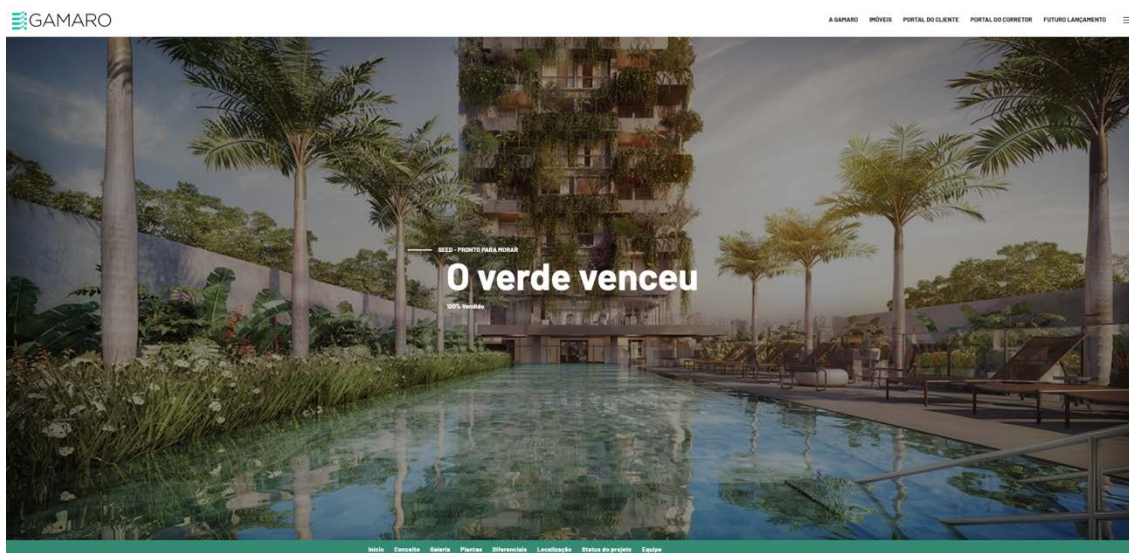 GAMARO
A GAMARO IMÓVEIS PORTAL DO CLIENTE PORTAL DO CORRETOR FUTURO LANÇAMENTO
SEED - PRONTO PARA MORAR
O verde venceu
100% Vendido
Início Conceito Galeria Plantas Diferenciais Localização Status do projeto Equipe